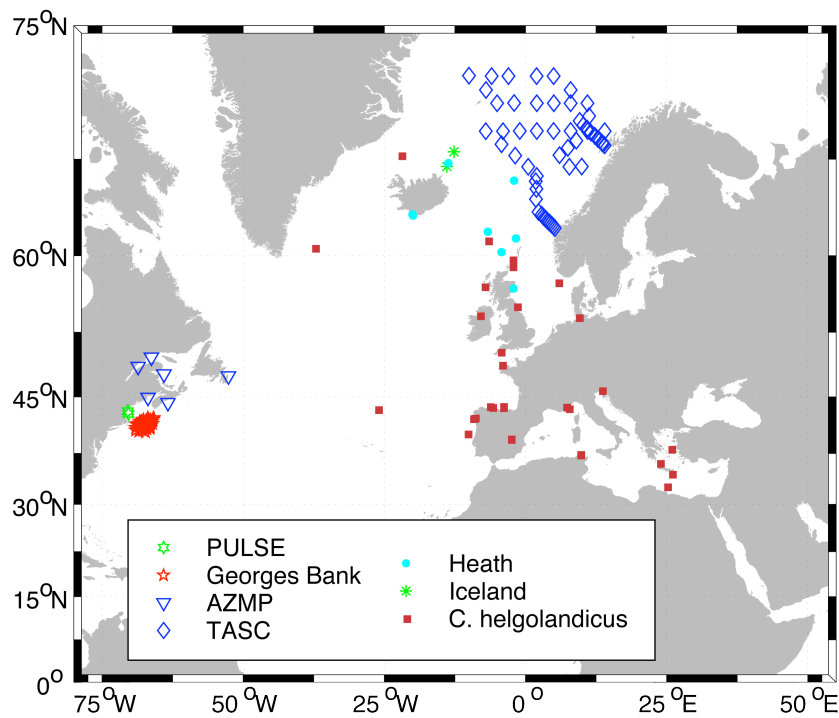 75°N
60°N
45°N
30°N
15°N
0°
75°W
50°W
25°W
0°
25°E
50°E
PULSE
Georges Bank
AZMP
TASC
Heath
Iceland
C. helgolandicus